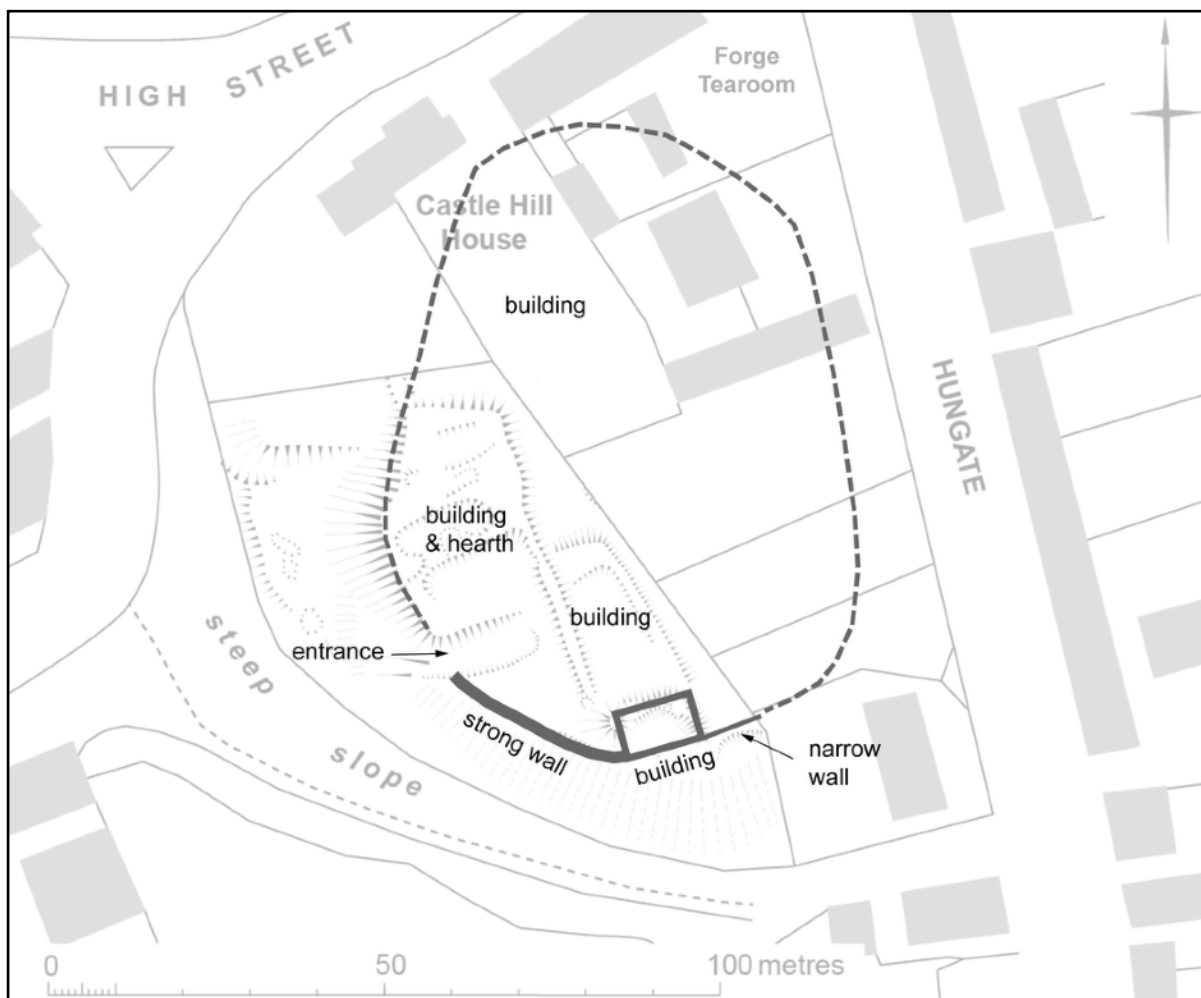 HIGH STREET
Forge
Tearoom
Castle Hill
House
building
HUNGATE
building
& hearth
building
entrance
steep slope
strong wall
building
narrow
wall
0 50 100 metres